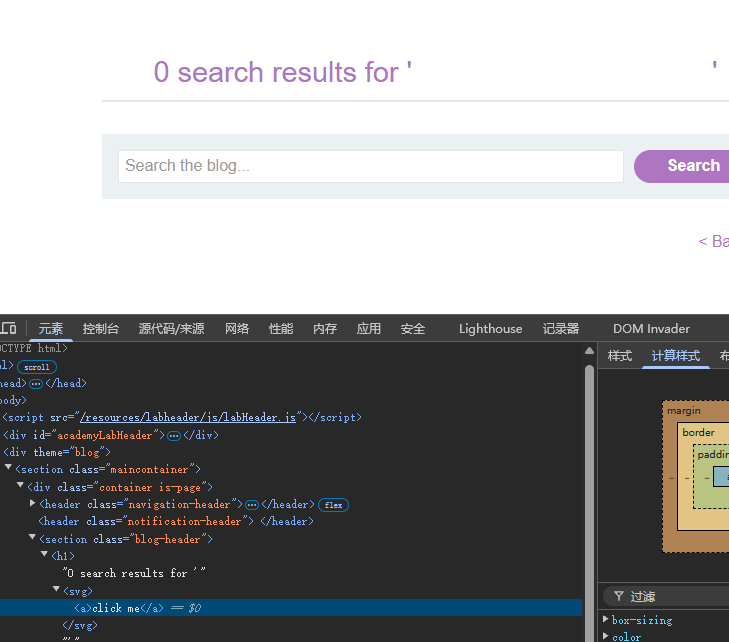 0 search results for ' '
Search the blog...
Search
< Ba
元素 控制台 源代码/来源 网络 性能 内存 应用 安全 Lighthouse 记录器 DOM Invader
OCTYPE html>
l> scroll
head> ⋯ </head>
body>
<script src="/resources/labheader/js/labHeader.js"></script>
<div id="academyLabHeader"> ⋯ </div>
<div theme="blog">
▼<section class="maincontainer">
▼<div class="container is-page">
▶<header class="navigation-header"> ⋯ </header> flex
<header class="notification-header"> </header>
▼<section class="blog-header">
▼<h1>
"0 search results for '"
▼<svg>
<a>click me</a> == $0
</svg>
"'"
样式 计算样式 布
margin
border
paddin
过滤
▶box-sizing
▶color